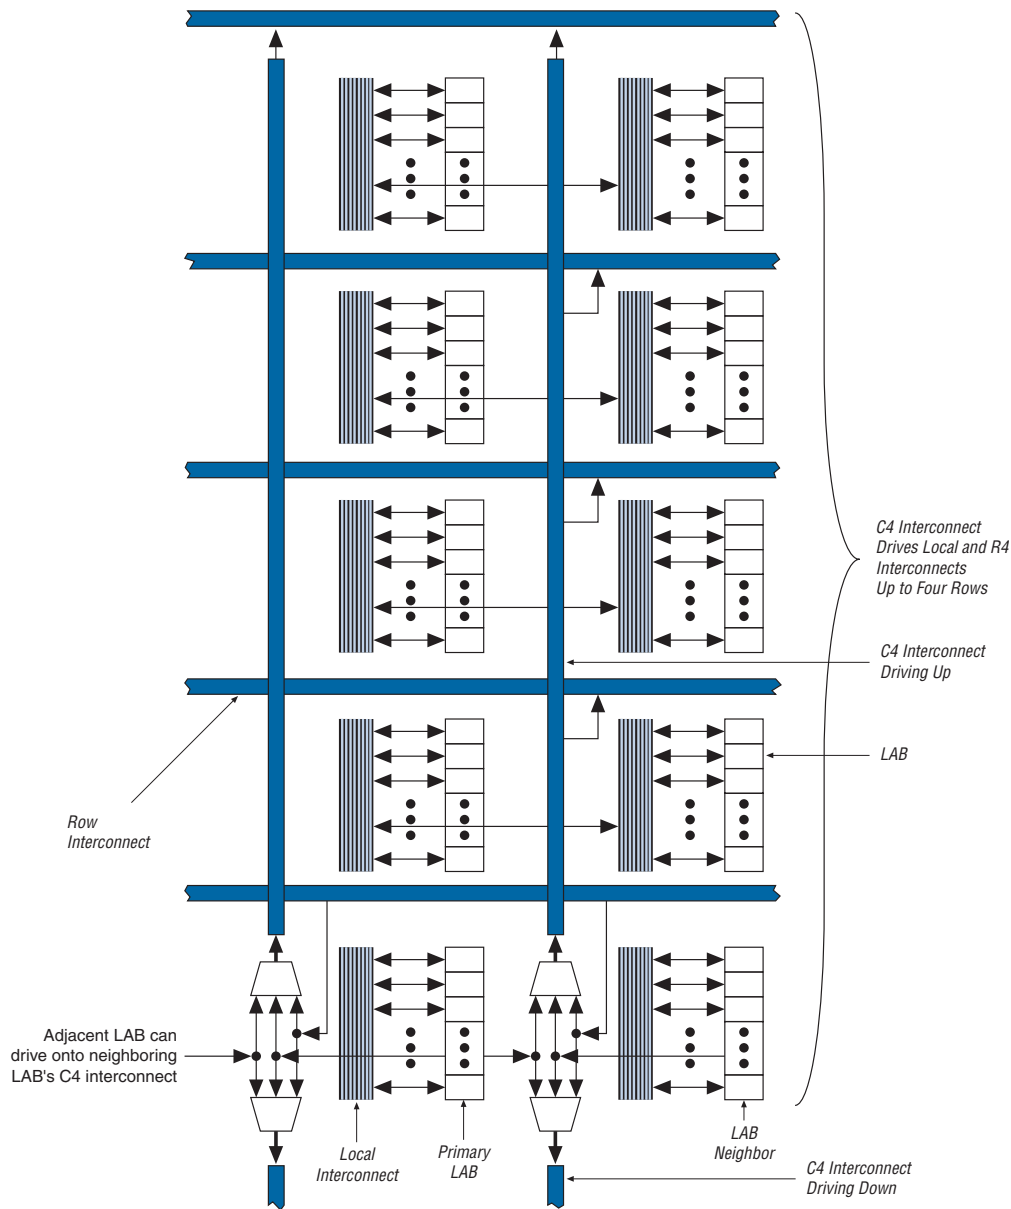 C4 Interconnect
Drives Local and R4
Interconnects
Up to Four Rows
C4 Interconnect
Driving Up
LAB
Row
Interconnect
Adjacent LAB can
drive onto neighboring
LAB's C4 interconnect
Local
Interconnect
Primary
LAB
LAB
Neighbor
C4 Interconnect
Driving Down